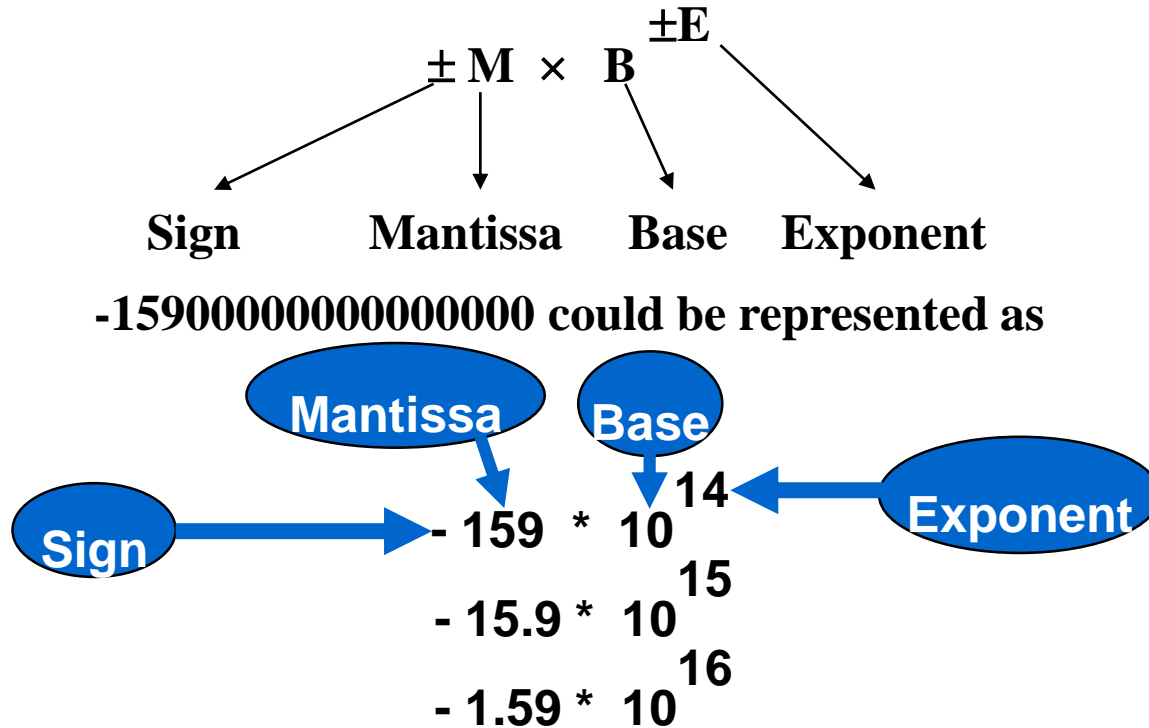 ±E
± M × B
Sign Mantissa Base Exponent
-15900000000000000 could be represented as
Mantissa Base
14
Exponent
Sign
- 159 * 10
15
- 15.9 * 10
16
- 1.59 * 10